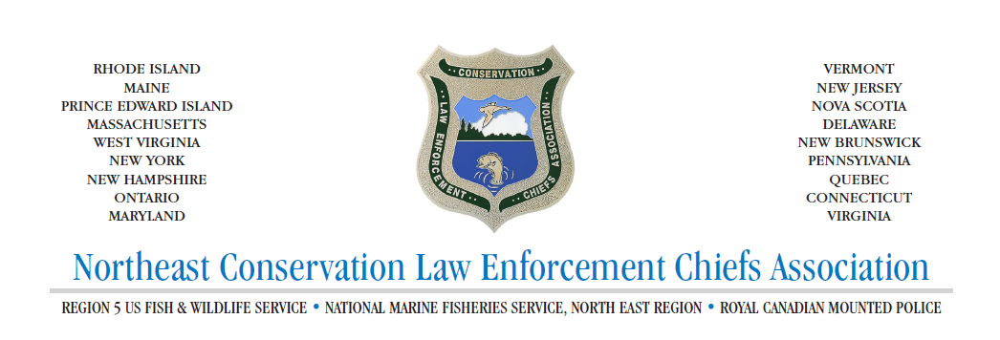 RHODE ISLAND
MAINE
PRINCE EDWARD ISLAND
MASSACHUSETTS
WEST VIRGINIA
NEW YORK
NEW HAMPSHIRE
ONTARIO
MARYLAND
·· CONSERVATION ··
·· LAW ENFORCEMENT ··
·· CHIEFS ASSOCIATION ··
VERMONT
NEW JERSEY
NOVA SCOTIA
DELAWARE
NEW BRUNSWICK
PENNSYLVANIA
QUEBEC
CONNECTICUT
VIRGINIA
Northeast Conservation Law Enforcement Chiefs Association
REGION 5 US FISH & WILDLIFE SERVICE • NATIONAL MARINE FISHERIES SERVICE, NORTH EAST REGION • ROYAL CANADIAN MOUNTED POLICE